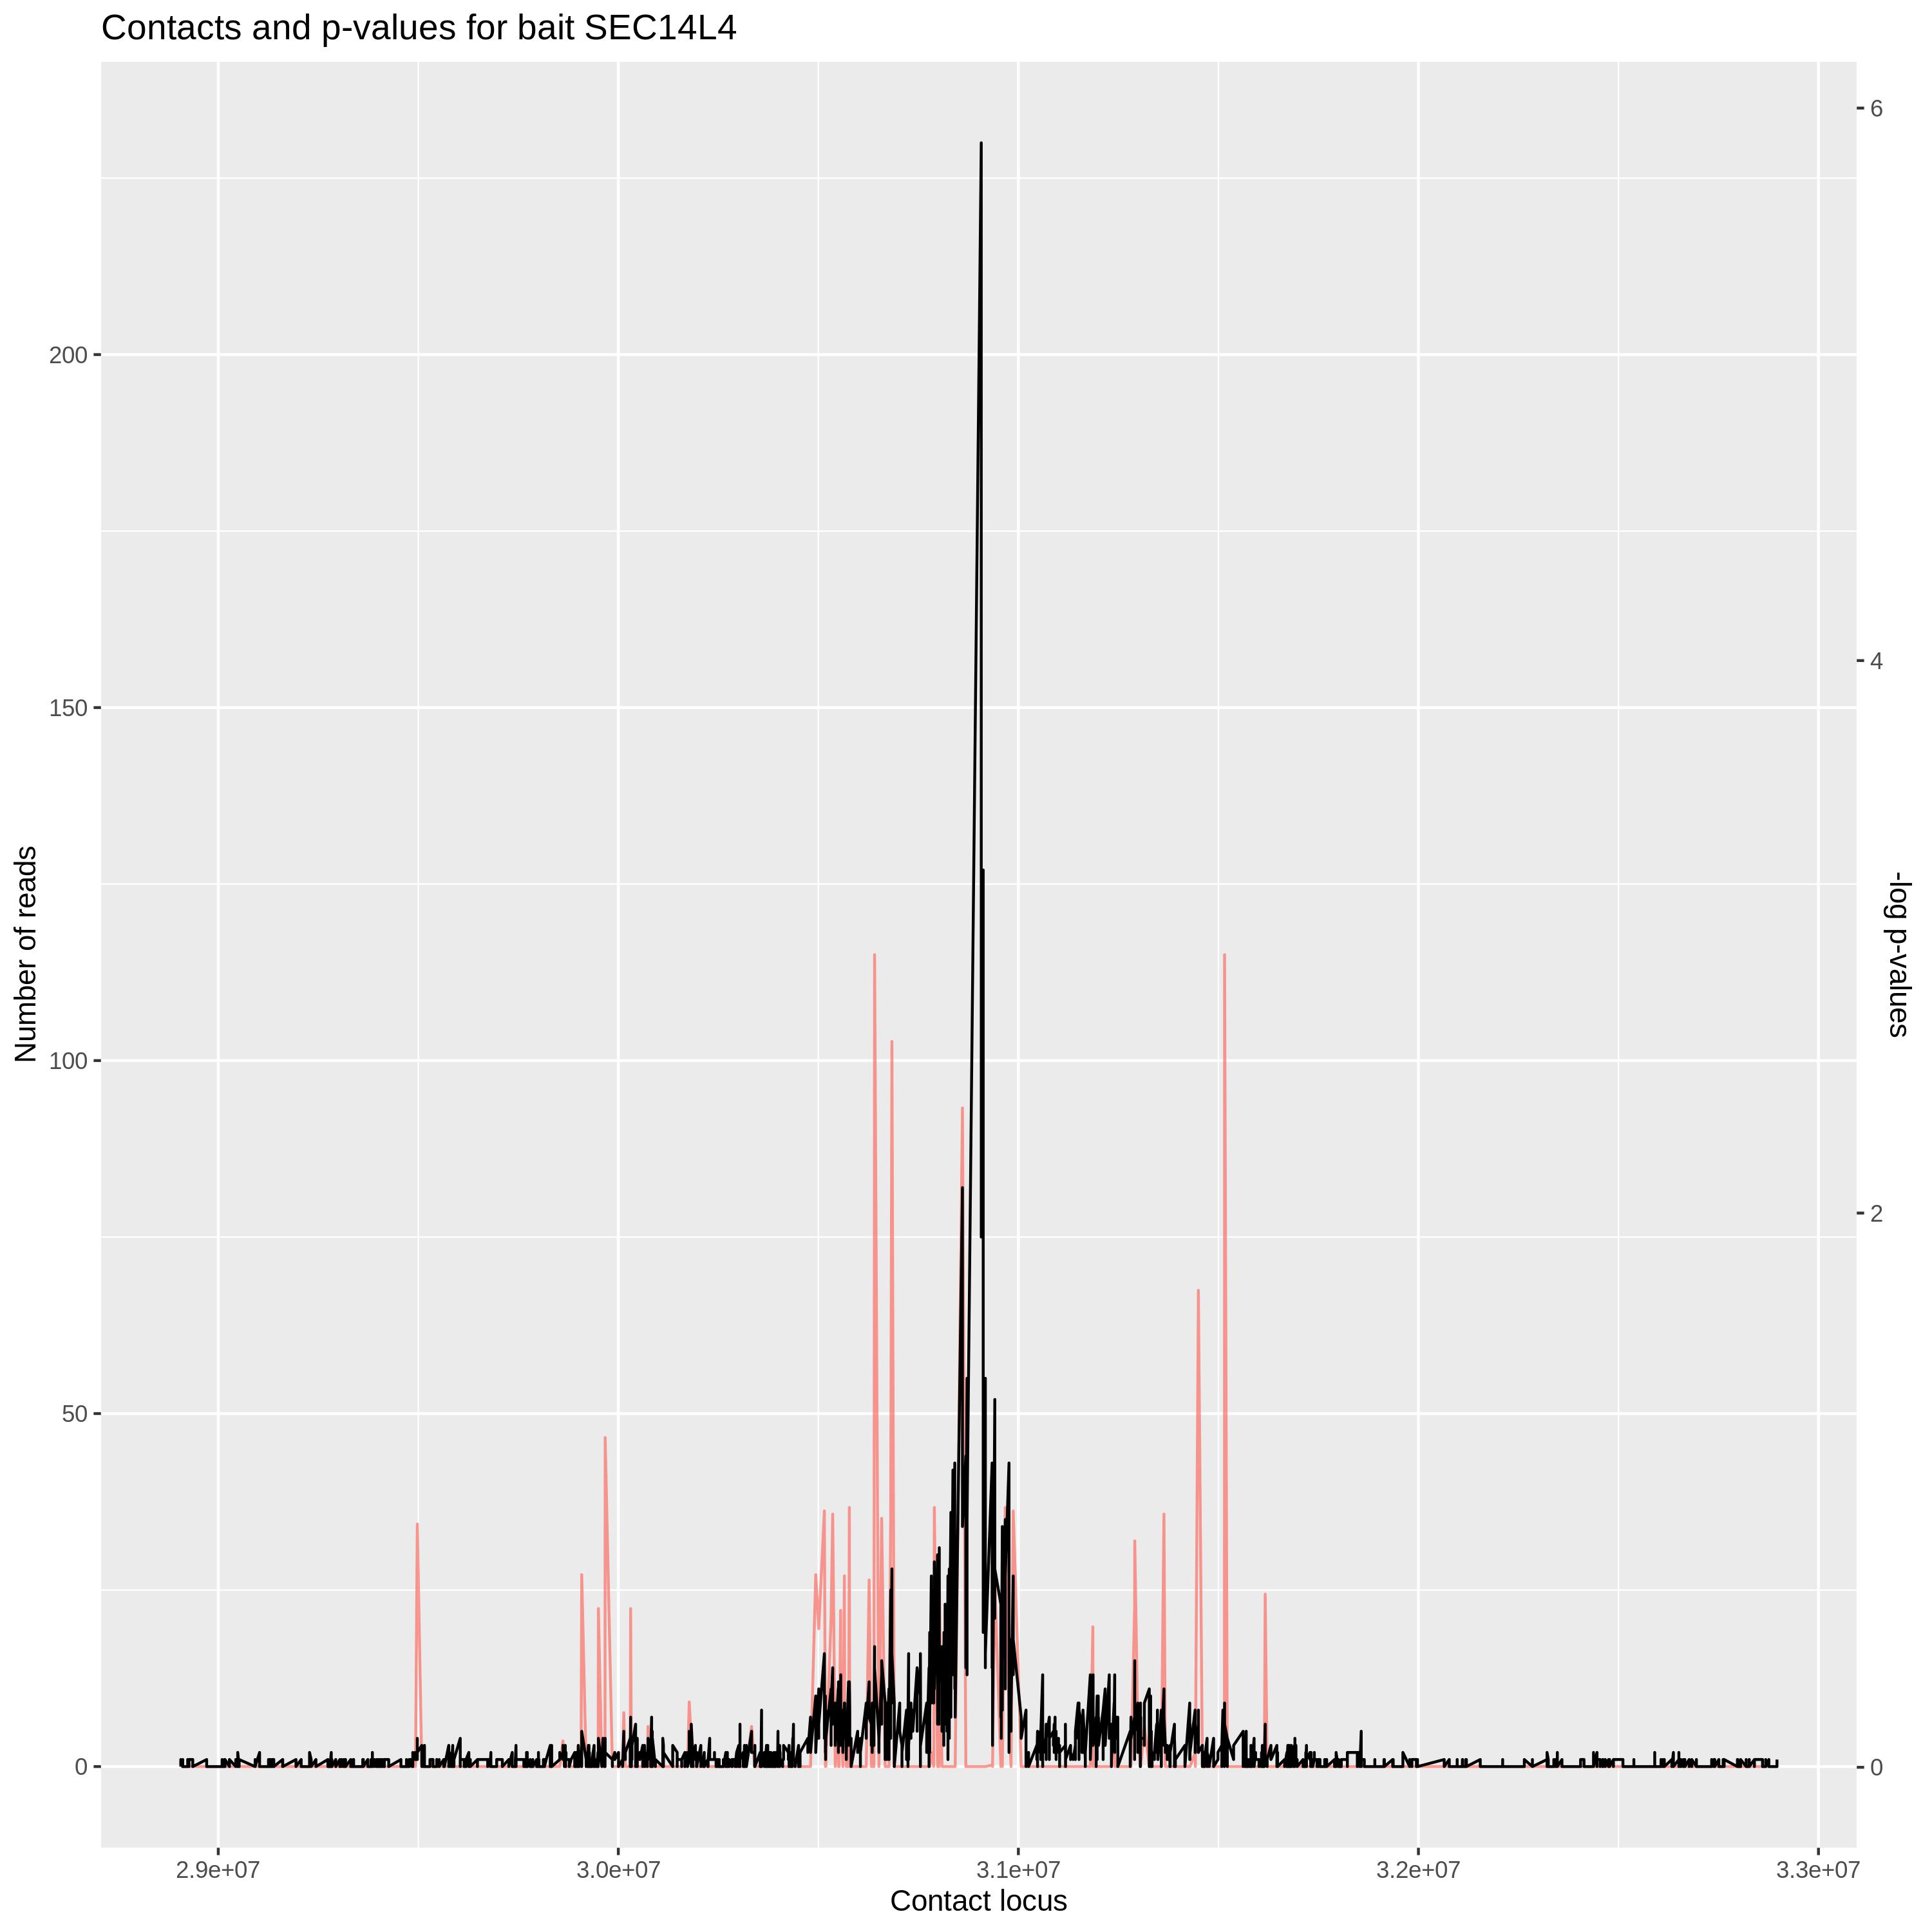 Contacts and p-values for bait SEC14L4
Number of reads
200
150
100
50
0
6
4
2
0
-log p-values
2.9e+07
3.0e+07
3.1e+07
3.2e+07
3.3e+07
Contact locus